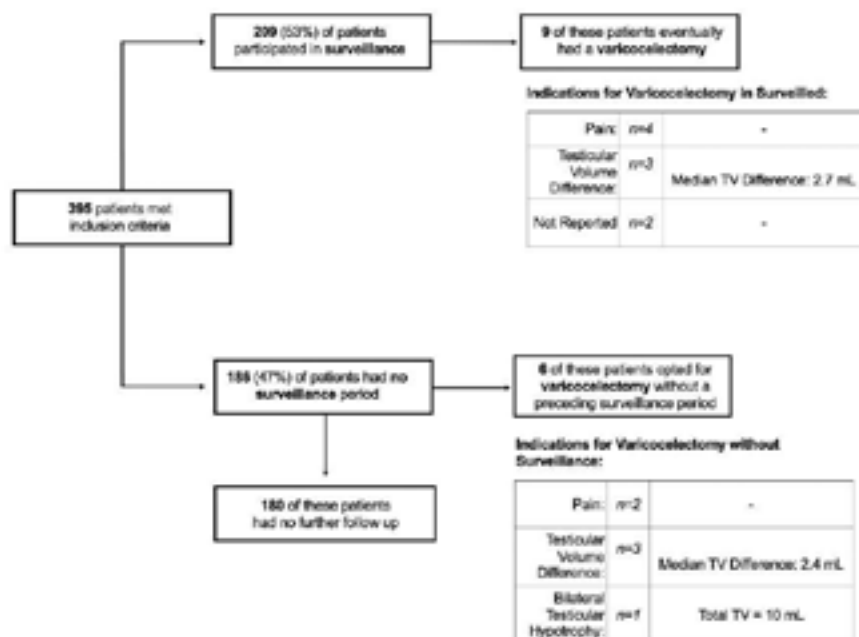 209 (53%) of patients
participated in surveillance
9 of these patients eventually
had a varicocelectomy
Indications for Varicocelectomy in Surveilled:
Pain: n=4 -
Testicular
Volume
Difference: n=3 Median TV Difference: 2.7 mL
Not Reported n=2 -
395 patients met
inclusion criteria
186 (47%) of patients had no
surveillance period
6 of these patients opted for
varicocelectomy without a
preceding surveillance period
180 of these patients
had no further follow up
Indications for Varicocelectomy without
Surveillance:
Pain: n=2 -
Testicular
Volume
Difference: n=3 Median TV Difference: 2.4 mL
Bilateral
Testicular
Hypotrophy: n=1 Total TV = 10 mL